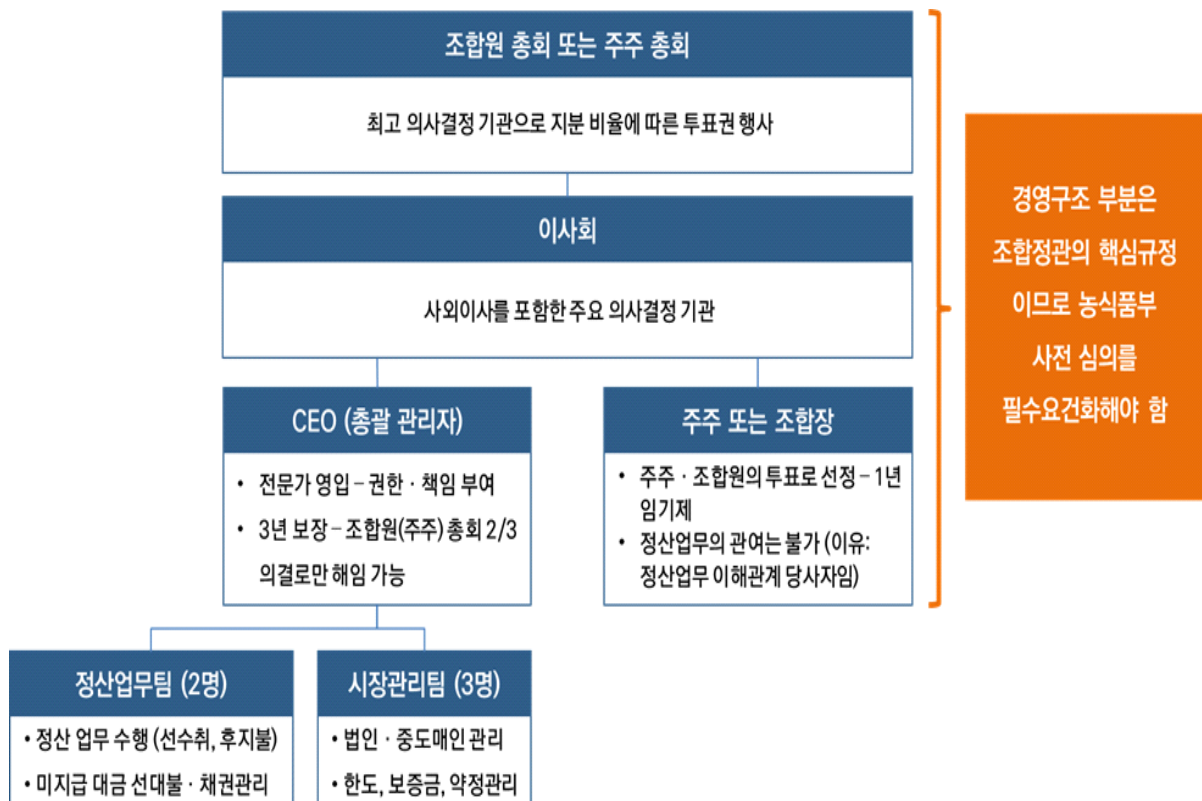 조합원 총회 또는 주주 총회
최고 의사결정 기관으로 지분 비율에 따른 투표권 행사
이사회
사외이사를 포함한 주요 의사결정 기관
CEO (총괄 관리자)
• 전문가 영입 – 권한 · 책임 부여
• 3년 보장 – 조합원(주주) 총회 2/3
의결로만 해임 가능
주주 또는 조합장
• 주주 · 조합원의 투표로 선정 – 1년
임기제
• 정산업무의 관여는 불가 (이유:
정산업무 이해관계 당사자임)
정산업무팀 (2명)
• 정산 업무 수행 (선수취, 후지불)
• 미지급 대금 선대불 · 채권관리
시장관리팀 (3명)
• 법인 · 중도매인 관리
• 한도, 보증금, 약정관리
경영구조 부분은
조합정관의 핵심규정
이므로 농식품부
사전 심의를
필수요건화해야 함